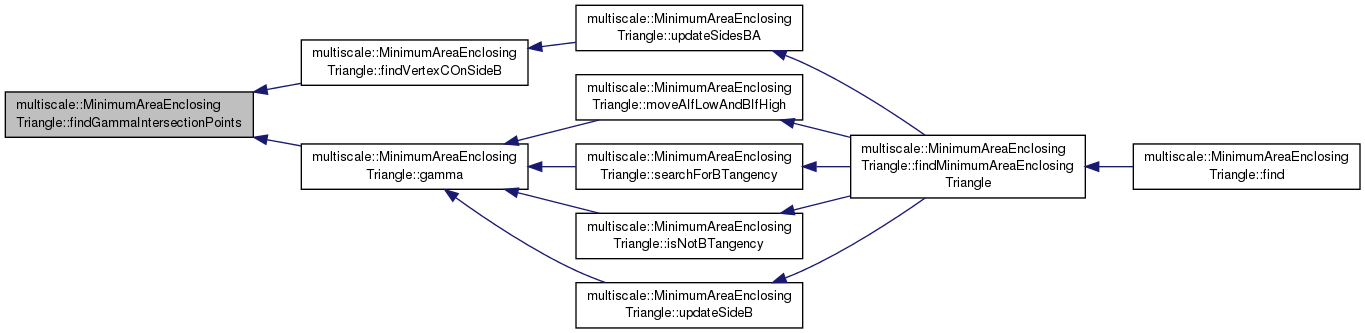 multiscale::MinimumAreaEnclosing
Triangle::findGammaIntersectionPoints
multiscale::MinimumAreaEnclosing
Triangle::findVertexCOnSideB
multiscale::MinimumAreaEnclosing
Triangle::gamma
multiscale::MinimumAreaEnclosing
Triangle::updateSidesBA
multiscale::MinimumAreaEnclosing
Triangle::moveAIfLowAndBIfHigh
multiscale::MinimumAreaEnclosing
Triangle::searchForBTangency
multiscale::MinimumAreaEnclosing
Triangle::isNotBTangency
multiscale::MinimumAreaEnclosing
Triangle::updateSideB
multiscale::MinimumAreaEnclosing
Triangle::findMinimumAreaEnclosing
Triangle
multiscale::MinimumAreaEnclosing
Triangle::find